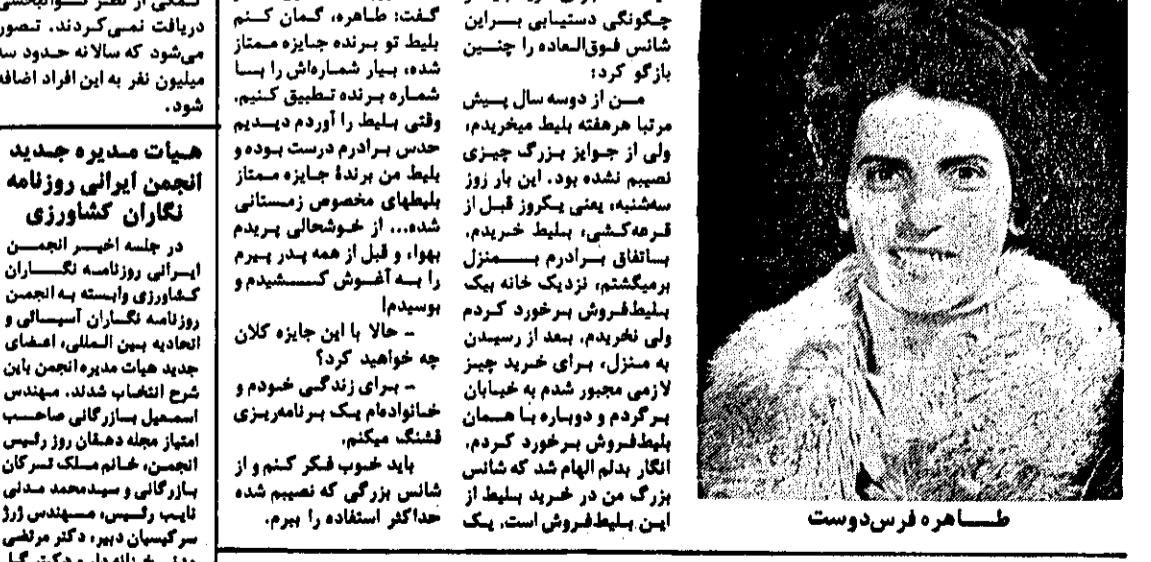 چگونگی دستیابی براین
شانس فوق‌العاده را چنین
بازگو کرد:
من از دوسه سال پیش
مرتبا هرهفته بلیط میخریدم،
ولی از جوایز بزرگ چیزی
نصیبم نشده بود. این بار روز
سه‌شنبه، یعنی یکروز قبل از
قرعه‌کشی، بلیط خریدم.
باتفاق برادرم بمنزل
برمیگشتم، نزدیک خانه بیک
بلیط‌فروش برخورد کردم
ولی نخریدم. بعد از رسیدن
به منزل، برای خرید چیز
لازمی مجبور شدم به خیابان
برگردم و دوباره با همان
بلیط‌فروش برخورد کردم.
انگار بدلم الهام شد که شانس
بزرگ من در خرید بلیط از
این بلیط‌فروش است. یک
طاهره فرس‌دوست
گفت: طاهره، گمان کنم
بلیط تو برنده جایزه ممتاز
شده، بیار شماره‌اش را با
شماره برنده تطبیق کنیم.
وقتی بلیط را آوردم دیدیم
حدس برادرم درست بوده و
بلیط من برندهٔ جایزه ممتاز
بلیطهای مخصوص زمستانی
شده... از خوشحالی پریدم
بهوا، و قبل از همه پدر پیرم
را به آغوش کشیدم و
بوسیدم!
ـ حالا با این جایزه کلان
چه خواهید کرد؟
ـ برای زندگی خودم و
خانواده‌ام یک برنامه‌ریزی
قشنگ میکنم.
باید خوب فکر کنم و از
شانس بزرگی که نصیبم شده
حداکثر استفاده را ببرم.
دریافت نمی‌کردند. تصور
می‌شود که سالانه حدود سه
میلیون نفر به این افراد اضافه
شود.
هیات مدیره جدید
انجمن ایرانی روزنامه
نگاران کشاورزی
در جلسه اخیر انجمن
ایرانی روزنامه نگاران
کشاورزی وابسته به انجمن
روزنامه نگاران آسیائی و
اتحادیه بین المللی، اعضای
جدید هیات مدیره انجمن باین
شرح انتخاب شدند. مهندس
اسمعیل بازرگانی صاحب
امتیاز مجله دهقان روز رئیس
انجمن، خانم ملک ترکان
بازرگانی و سیدمحمد مدنی
نایب رئیس، مهندس ژرژ
سرکیسیان دبیر، دکتر مرتضی